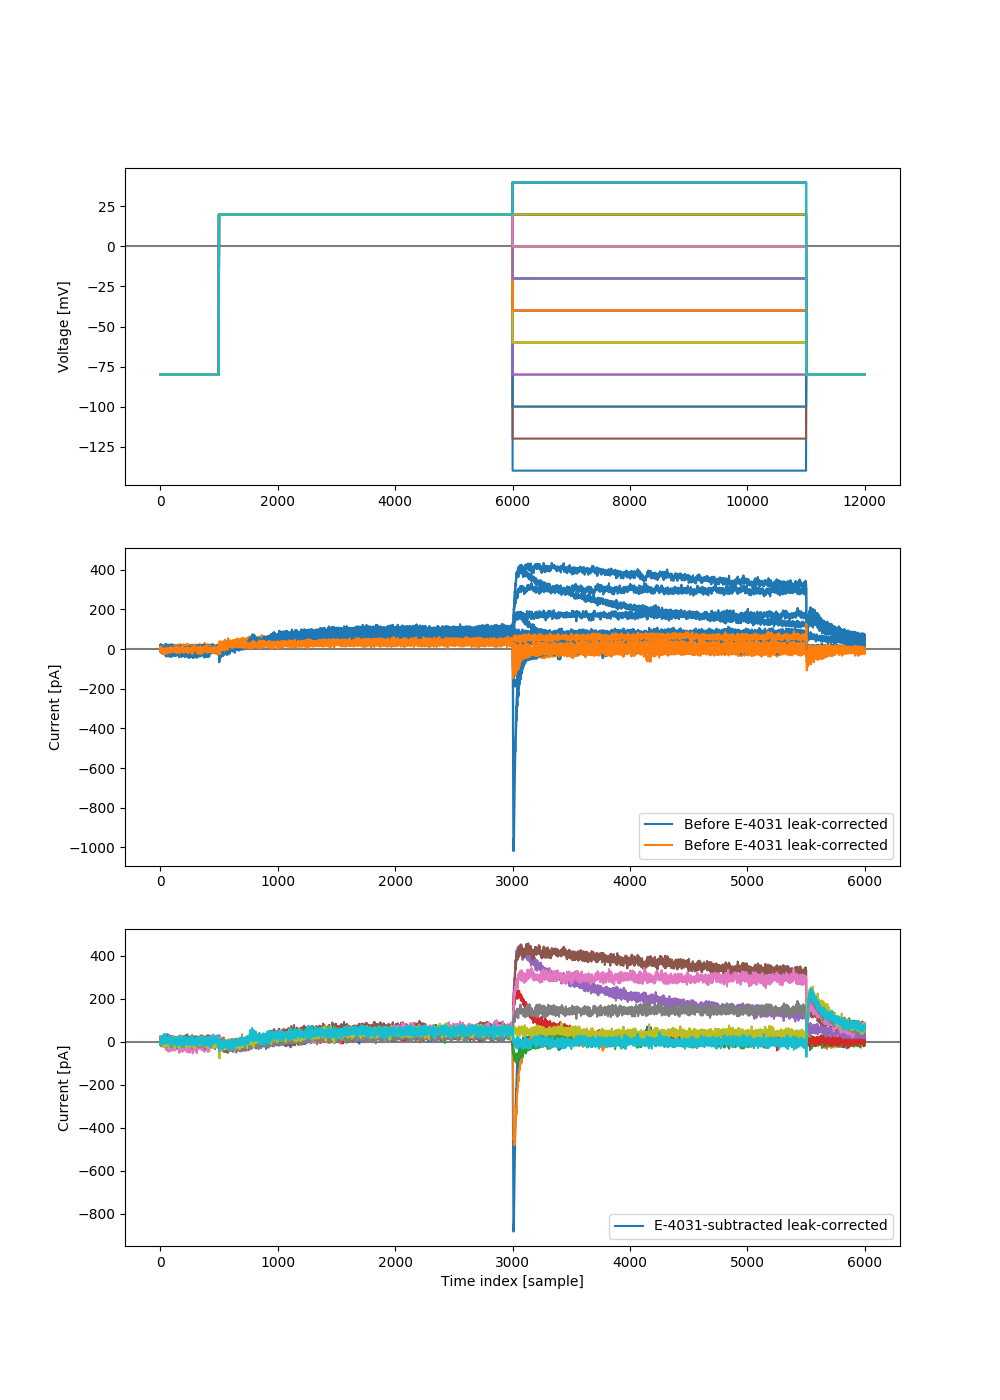 25
0
−25
−50
−75
−100
−125
Voltage [mV]
0 2000 4000 6000 8000 10000 12000
400
200
0
−200
−400
−600
−800
−1000
Current [pA]
Before E-4031 leak-corrected
Before E-4031 leak-corrected
0 1000 2000 3000 4000 5000 6000
400
200
0
−200
−400
−600
−800
Current [pA]
E-4031-subtracted leak-corrected
0 1000 2000 3000 4000 5000 6000
Time index [sample]